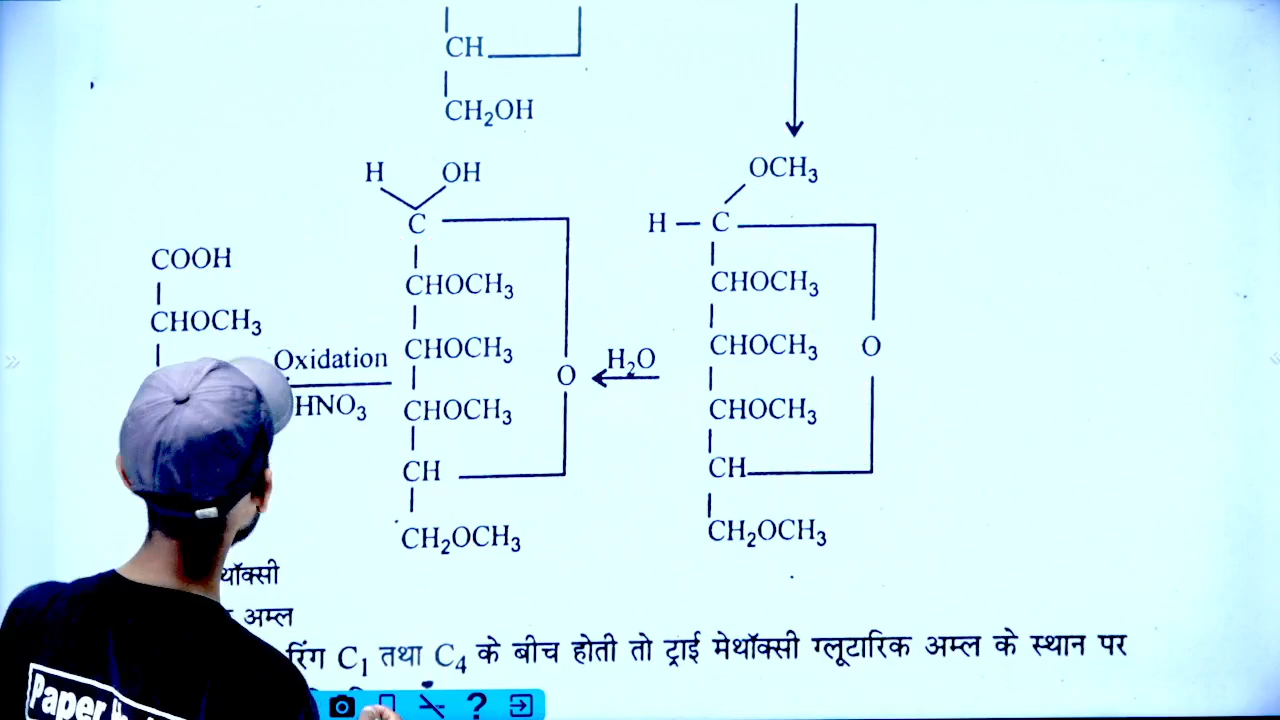 CH
CH₂OH
H OH
C
CHOCH₃
CHOCH₃
CHOCH₃
CH
CH₂OCH₃
O
OCH₃
H – C
CHOCH₃
CHOCH₃
CHOCH₃
CH
CH₂OCH₃
O
H₂O
Oxidation
HNO₃
COOH
CHOCH₃
अम्ल
रिंग C₁ तथा C₄ के बीच होती तो ट्राई मेथॉक्सी ग्लूटारिक अम्ल के स्थान पर
?
Paper